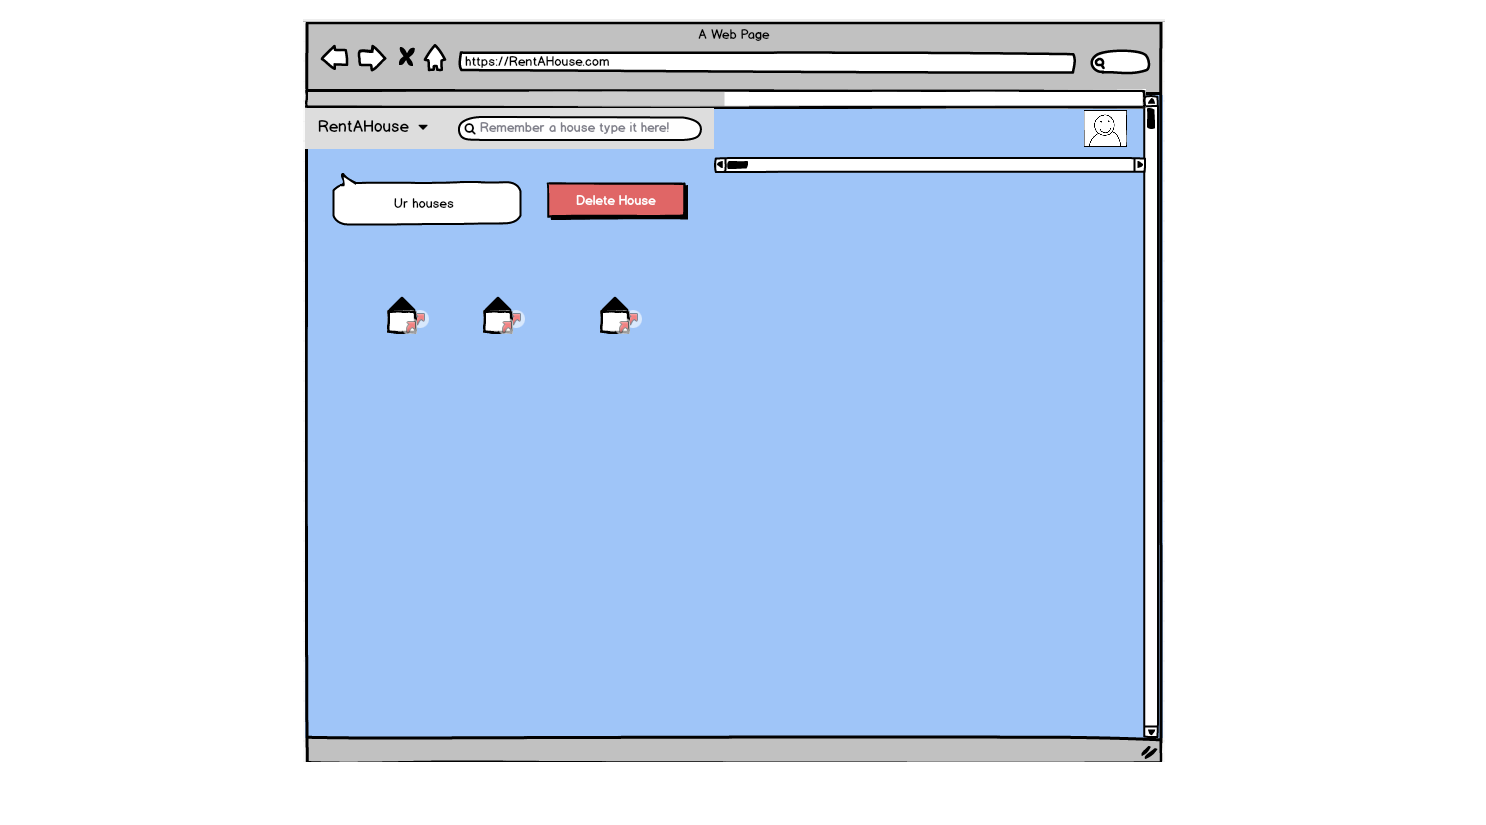 A Web Page
https://RentAHouse.com
RentAHouse
Remember a house type it here!
Ur houses
Delete House